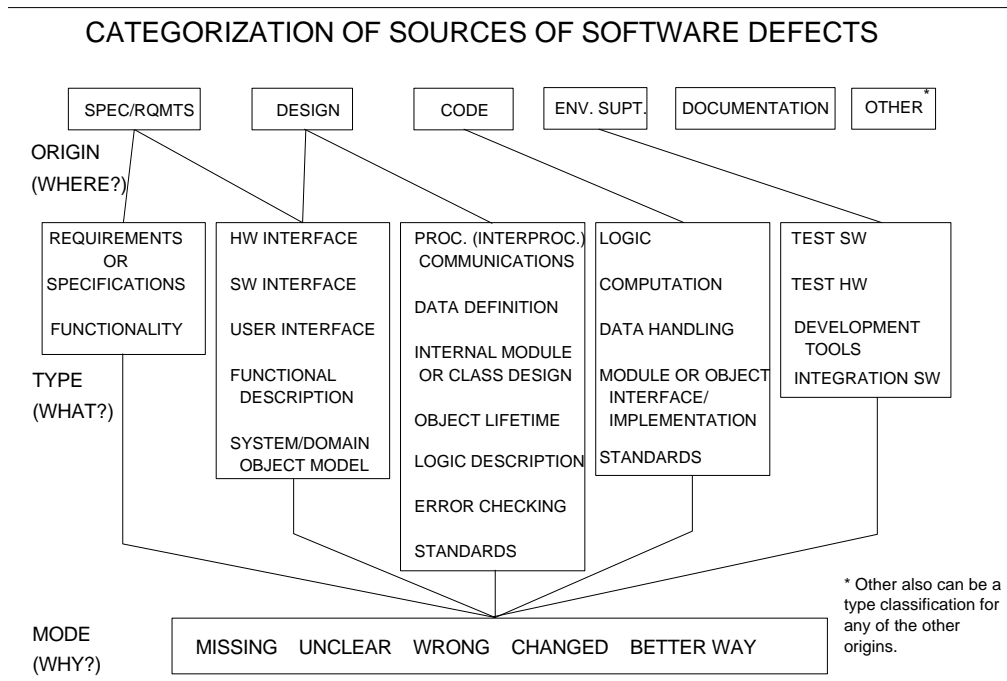 CATEGORIZATION OF SOURCES OF SOFTWARE DEFECTS
SPEC/RQMTS
DESIGN
CODE
ENV. SUPT.
DOCUMENTATION
OTHER*
ORIGIN
(WHERE?)
REQUIREMENTS
OR
SPECIFICATIONS
FUNCTIONALITY
HW INTERFACE
SW INTERFACE
USER INTERFACE
FUNCTIONAL
DESCRIPTION
SYSTEM/DOMAIN
OBJECT MODEL
PROC. (INTERPROC.)
COMMUNICATIONS
DATA DEFINITION
INTERNAL MODULE
OR CLASS DESIGN
OBJECT LIFETIME
LOGIC DESCRIPTION
ERROR CHECKING
STANDARDS
LOGIC
COMPUTATION
DATA HANDLING
MODULE OR OBJECT
INTERFACE/
IMPLEMENTATION
STANDARDS
TEST SW
TEST HW
DEVELOPMENT
TOOLS
INTEGRATION SW
TYPE
(WHAT?)
* Other also can be a
type classification for
any of the other
origins.
MODE
(WHY?)
MISSING UNCLEAR WRONG CHANGED BETTER WAY